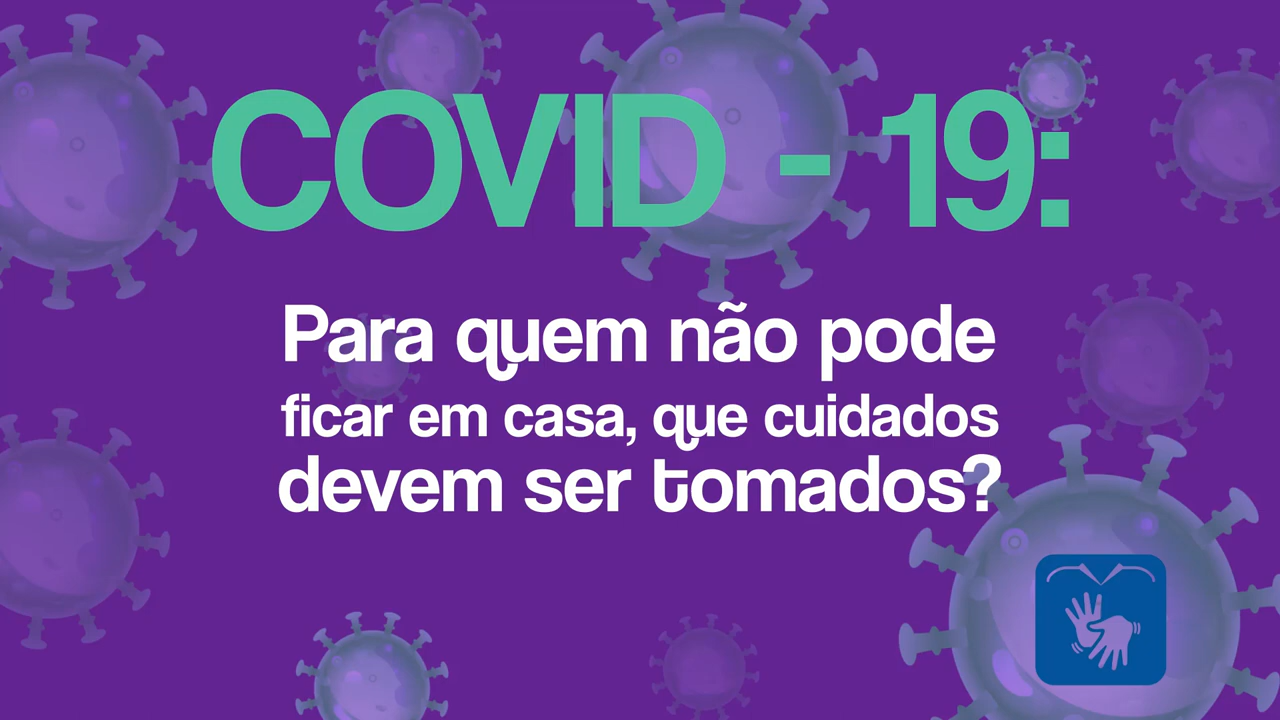 COVID - 19:
Para quem não pode
ficar em casa, que cuidados
devem ser tomados?